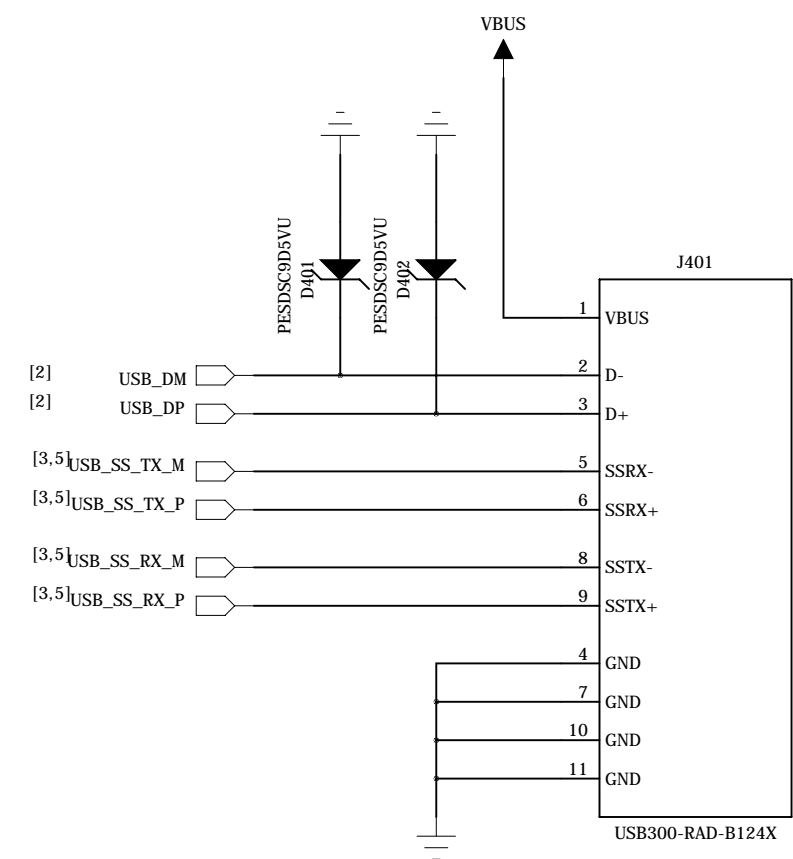 VBUS
PESDSC9D5VU
D401
PESDSC9D5VU
D402
J401
1 VBUS
[2] USB_DM 2 D-
[2] USB_DP 3 D+
[3,5]USB_SS_TX_M 5 SSRX-
[3,5]USB_SS_TX_P 6 SSRX+
[3,5]USB_SS_RX_M 8 SSTX-
[3,5]USB_SS_RX_P 9 SSTX+
4 GND
7 GND
10 GND
11 GND
USB300-RAD-B124X